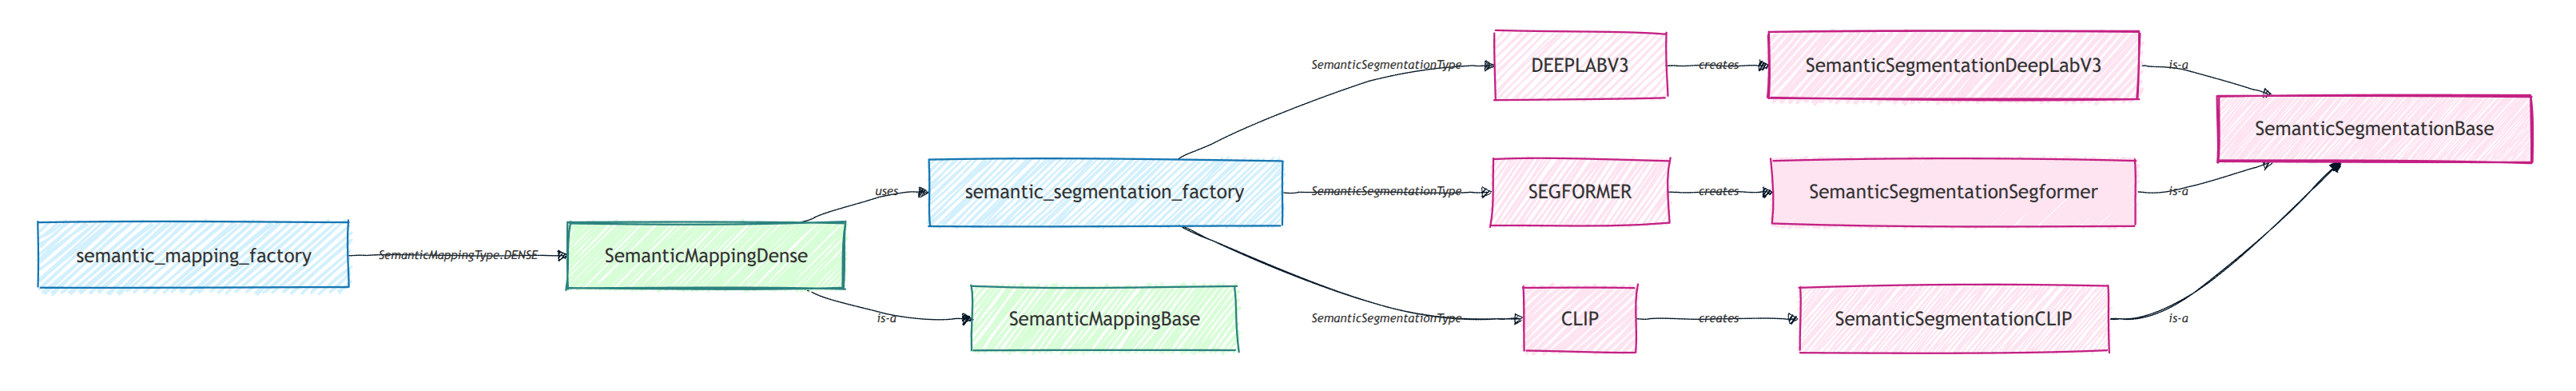 semantic_mapping_factory
SemanticMappingType.DENSE
SemanticMappingDense
uses
is-a
semantic_segmentation_factory
SemanticMappingBase
SemanticSegmentationType
SemanticSegmentationType
SemanticSegmentationType
DEEPLABV3
SEGFORMER
CLIP
creates
creates
creates
SemanticSegmentationDeepLabV3
SemanticSegmentationSegformer
SemanticSegmentationCLIP
is-a
is-a
is-a
SemanticSegmentationBase